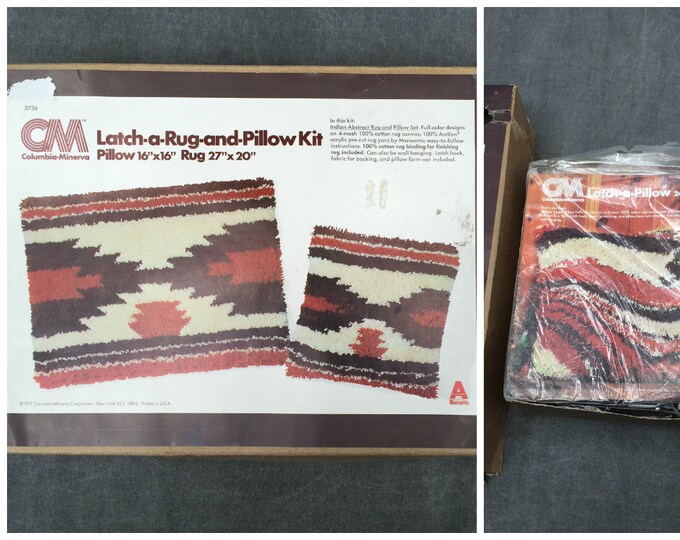 3736
CM
Columbia-Minerva
Latch-a-Rug-and-Pillow Kit
Pillow 16"x16" Rug 27"x20"
In this kit:
Indian Abstract Rug and Pillow Set. Full-color designs
on 4-mesh 100% cotton rug canvas; 100% Acrilan®
acrylic pre-cut rug yarn by Monsanto; easy-to-follow
instructions. 100% cotton rug binding for finishing
rug included. Can also be wall hanging. Latch hook,
fabric for backing, and pillow form not included.
A
Monsanto
© 1977 Columbia-Minerva Corporation, New York, N.Y. Printed in U.S.A.
CM
Columbia-Minerva
Latch-a-Pillow